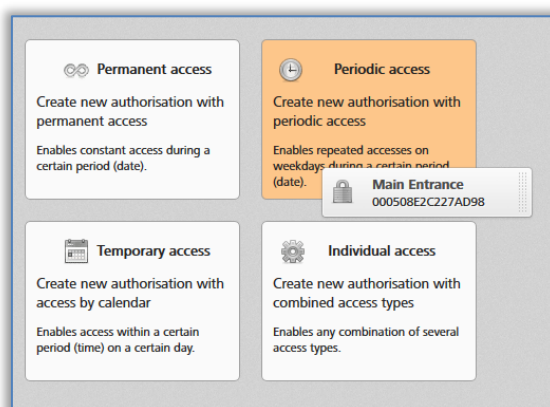 Permanent access
Create new authorisation with
permanent access
Enables constant access during a
certain period (date).
Periodic access
Create new authorisation with
periodic access
Enables repeated accesses on
weekdays during a certain period
(date).
Main Entrance
000508E2C227AD98
Temporary access
Create new authorisation with
access by calendar
Enables access within a certain
period (time) on a certain day.
Individual access
Create new authorisation with
combined access types
Enables any combination of several
access types.